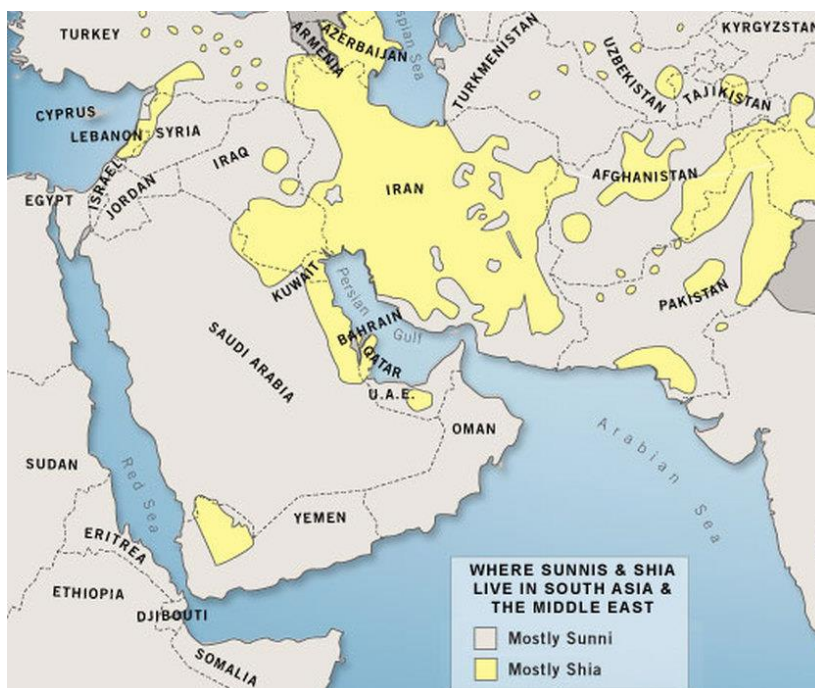 TURKEY
ARMENIA
AZERBAIJAN
spian Sea
TURKMENISTAN
UZBEKISTAN
KYRGYZSTAN
TAJIKISTAN
CYPRUS
LEBANON
SYRIA
ISRAEL
JORDAN
IRAQ
IRAN
AFGHANISTAN
EGYPT
KUWAIT
Persian
Gulf
BAHRAIN
QATAR
PAKISTAN
SAUDI ARABIA
U.A.E.
OMAN
Arabian Sea
SUDAN
Red Sea
YEMEN
ERITREA
ETHIOPIA
DJIBOUTI
SOMALIA
WHERE SUNNIS & SHIA
LIVE IN SOUTH ASIA &
THE MIDDLE EAST
Mostly Sunni
Mostly Shia